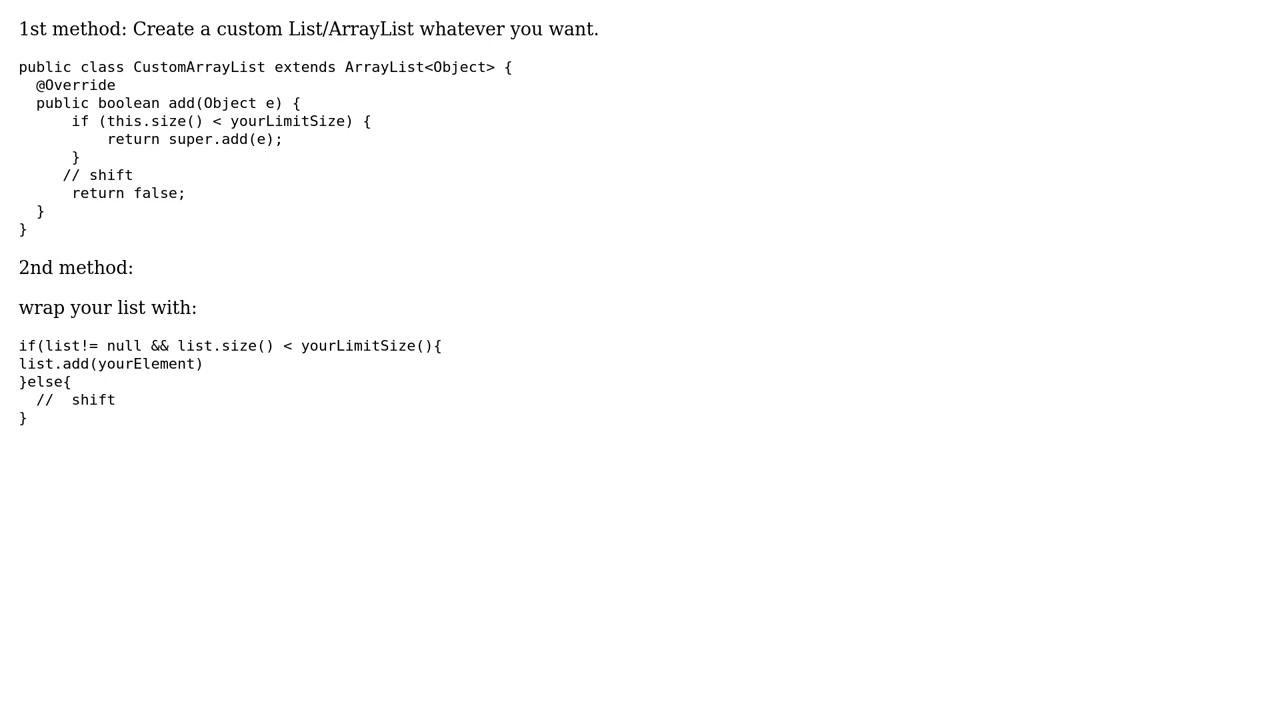 1st method: Create a custom List/ArrayList whatever you want.
public class CustomArrayList extends ArrayList<Object> {
  @Override
  public boolean add(Object e) {
      if (this.size() < yourLimitSize) {
          return super.add(e);
      }
     // shift
      return false;
  }
}
2nd method:
wrap your list with:
if(list!= null && list.size() < yourLimitSize(){
list.add(yourElement)
}else{
  //  shift
}